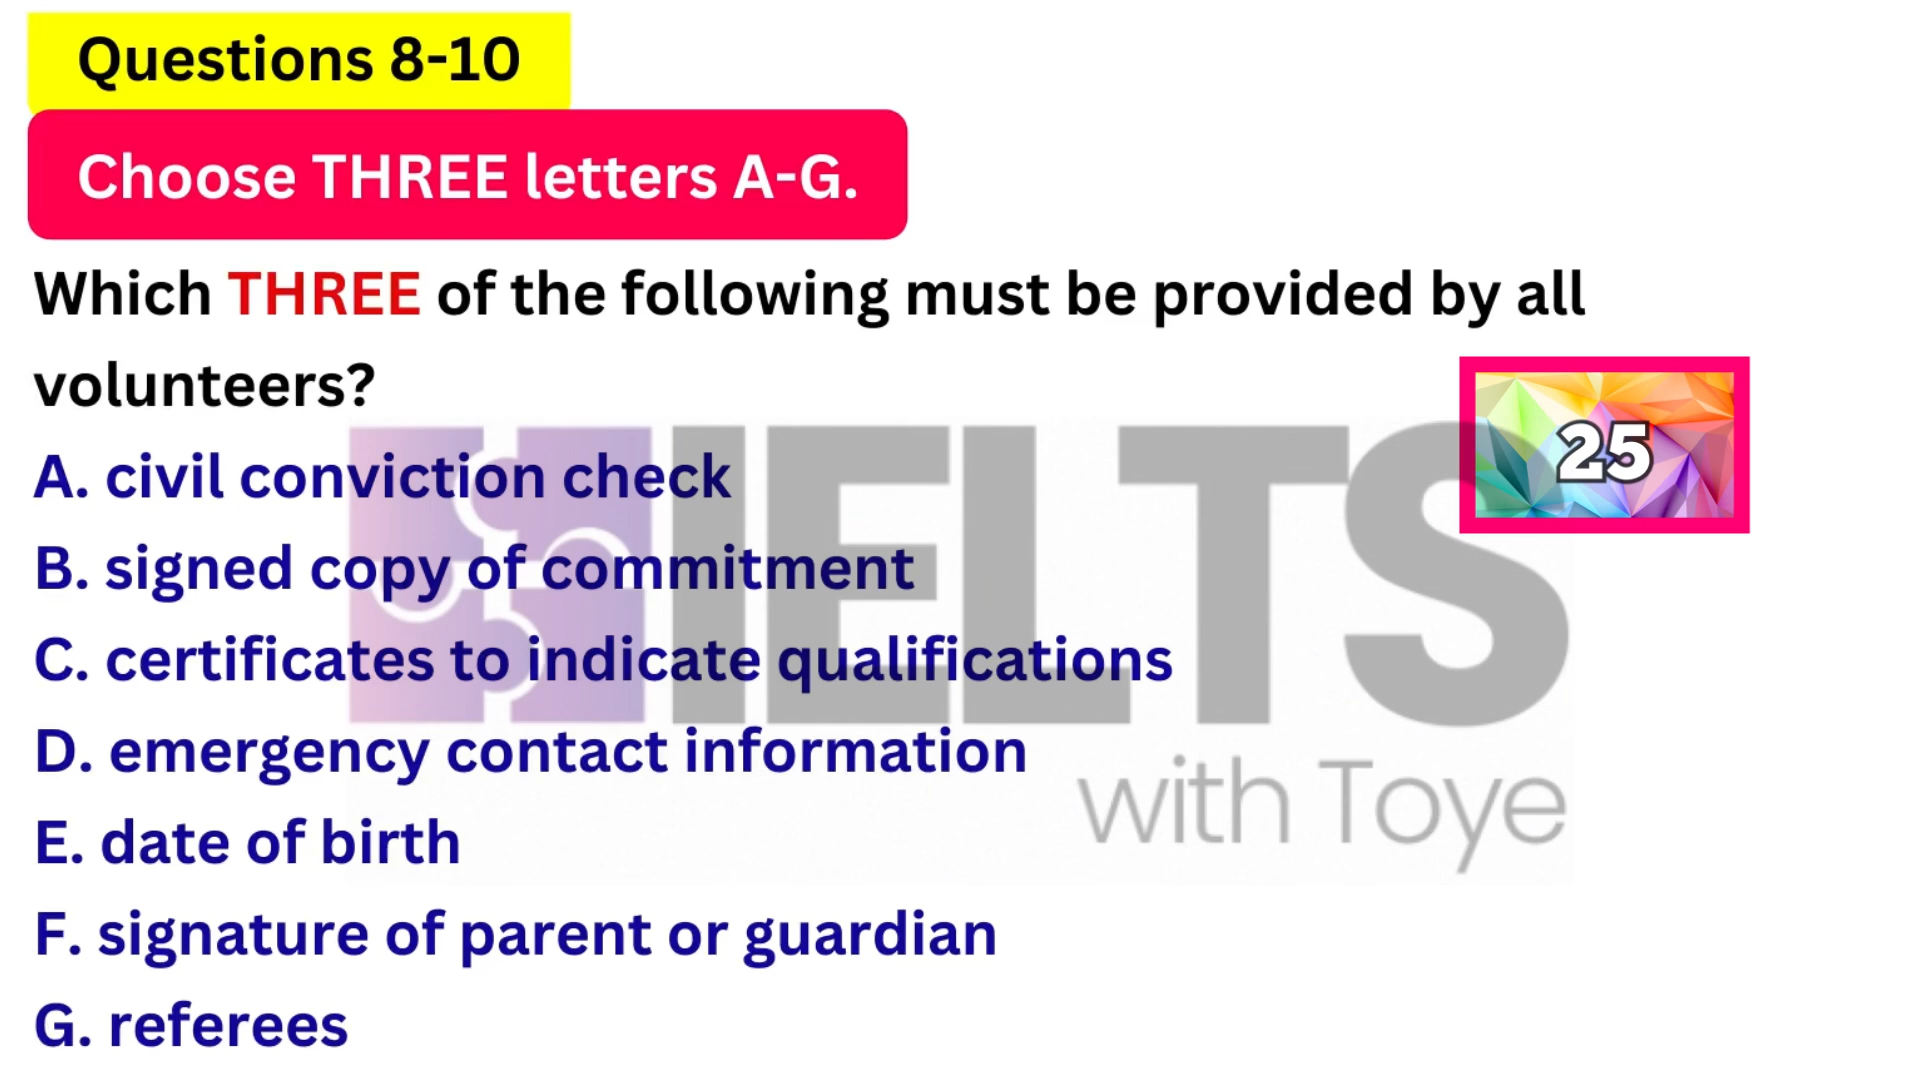 Questions 8-10
Choose THREE letters A-G.
Which THREE of the following must be provided by all
volunteers?
25
A. civil conviction check
B. signed copy of commitment
C. certificates to indicate qualifications
D. emergency contact information
E. date of birth
F. signature of parent or guardian
G. referees
IELTS
with Toye